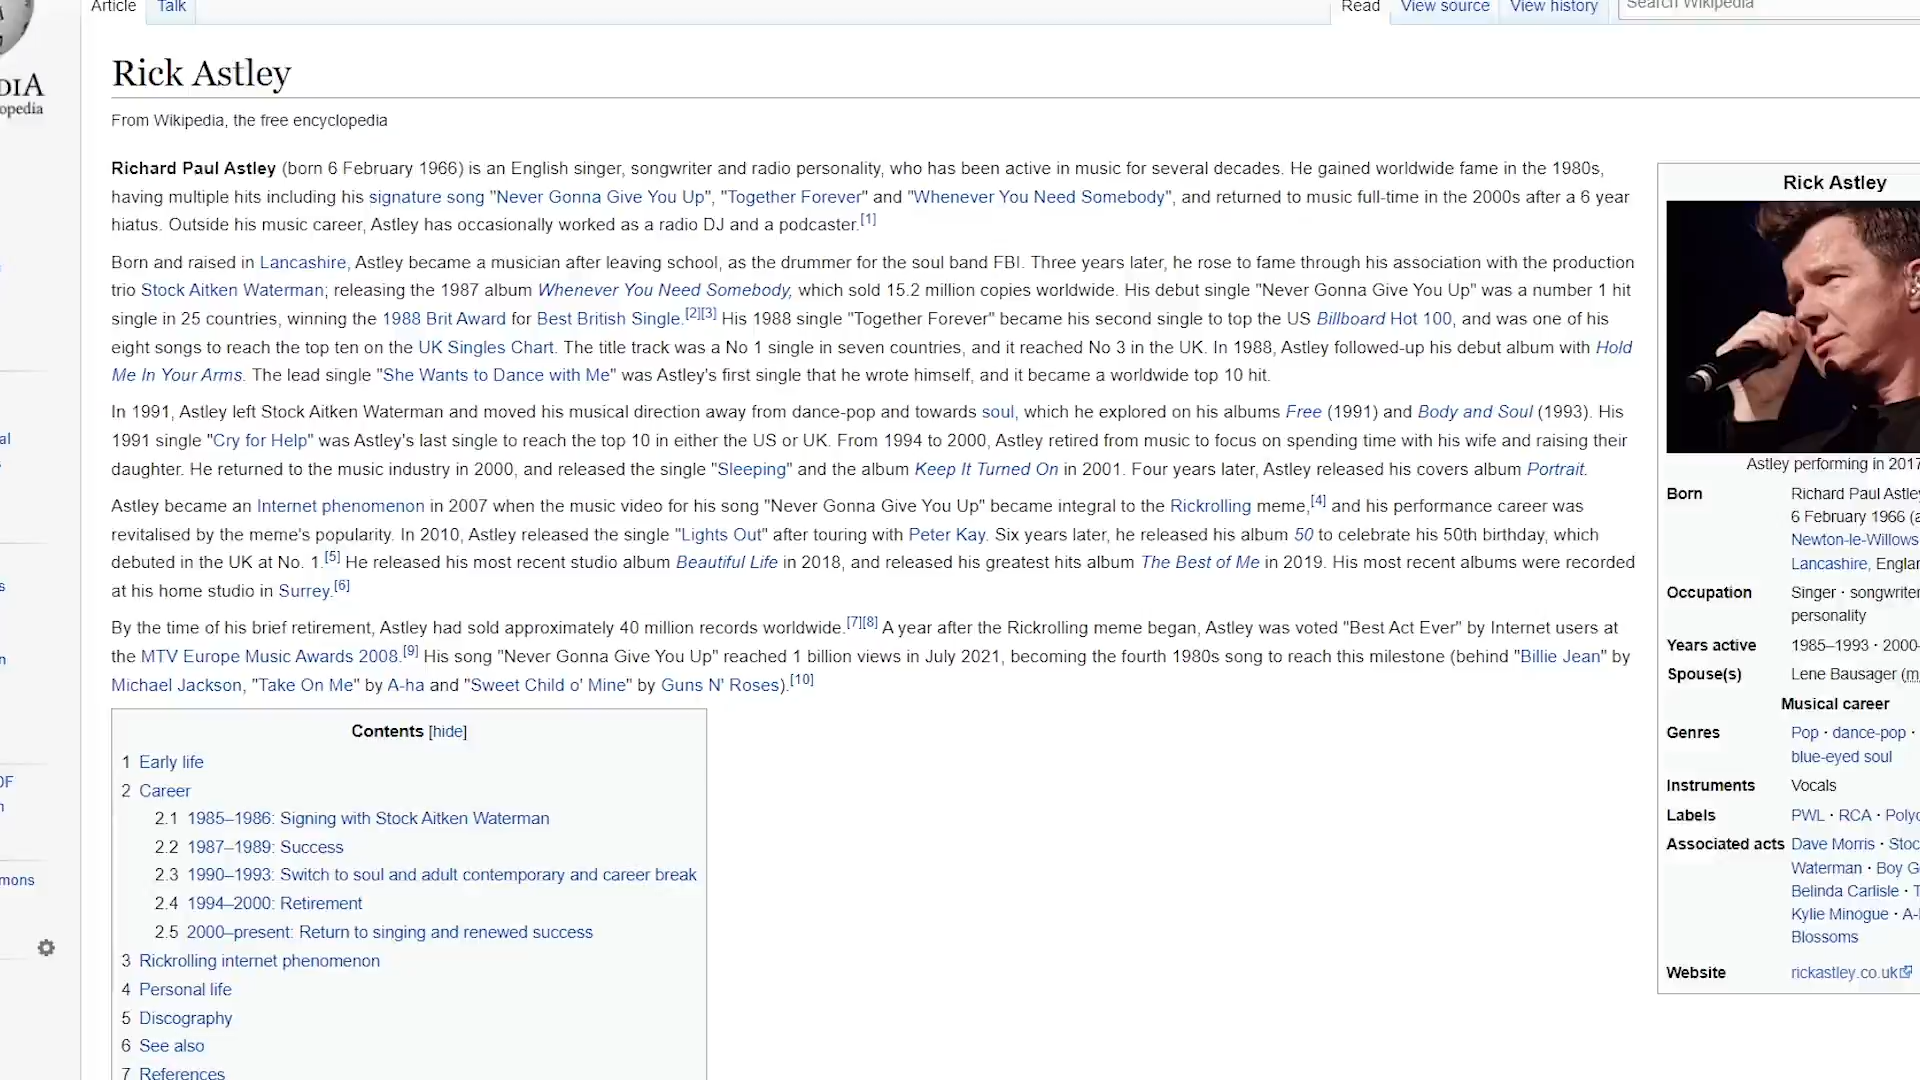 Article
Talk
Read
View source
View history
Search Wikipedia
DIA
opedia
Rick Astley
From Wikipedia, the free encyclopedia
Richard Paul Astley (born 6 February 1966) is an English singer, songwriter and radio personality, who has been active in music for several decades. He gained worldwide fame in the 1980s,
having multiple hits including his signature song "Never Gonna Give You Up", "Together Forever" and "Whenever You Need Somebody", and returned to music full-time in the 2000s after a 6 year
hiatus. Outside his music career, Astley has occasionally worked as a radio DJ and a podcaster.[1]
Born and raised in Lancashire, Astley became a musician after leaving school, as the drummer for the soul band FBI. Three years later, he rose to fame through his association with the production
trio Stock Aitken Waterman; releasing the 1987 album Whenever You Need Somebody, which sold 15.2 million copies worldwide. His debut single "Never Gonna Give You Up" was a number 1 hit
single in 25 countries, winning the 1988 Brit Award for Best British Single.[2][3] His 1988 single "Together Forever" became his second single to top the US Billboard Hot 100, and was one of his
eight songs to reach the top ten on the UK Singles Chart. The title track was a No 1 single in seven countries, and it reached No 3 in the UK. In 1988, Astley followed-up his debut album with Hold
Me In Your Arms. The lead single "She Wants to Dance with Me" was Astley's first single that he wrote himself, and it became a worldwide top 10 hit.
In 1991, Astley left Stock Aitken Waterman and moved his musical direction away from dance-pop and towards soul, which he explored on his albums Free (1991) and Body and Soul (1993). His
1991 single "Cry for Help" was Astley's last single to reach the top 10 in either the US or UK. From 1994 to 2000, Astley retired from music to focus on spending time with his wife and raising their
daughter. He returned to the music industry in 2000, and released the single "Sleeping" and the album Keep It Turned On in 2001. Four years later, Astley released his covers album Portrait.
Astley became an Internet phenomenon in 2007 when the music video for his song "Never Gonna Give You Up" became integral to the Rickrolling meme,[4] and his performance career was
revitalised by the meme's popularity. In 2010, Astley released the single "Lights Out" after touring with Peter Kay. Six years later, he released his album 50 to celebrate his 50th birthday, which
debuted in the UK at No. 1.[5] He released his most recent studio album Beautiful Life in 2018, and released his greatest hits album The Best of Me in 2019. His most recent albums were recorded
at his home studio in Surrey.[6]
By the time of his brief retirement, Astley had sold approximately 40 million records worldwide.[7][8] A year after the Rickrolling meme began, Astley was voted "Best Act Ever" by Internet users at
the MTV Europe Music Awards 2008.[9] His song "Never Gonna Give You Up" reached 1 billion views in July 2021, becoming the fourth 1980s song to reach this milestone (behind "Billie Jean" by
Michael Jackson, "Take On Me" by A-ha and "Sweet Child o' Mine" by Guns N' Roses).[10]
Contents [hide]
1 Early life
2 Career
2.1 1985–1986: Signing with Stock Aitken Waterman
2.2 1987–1989: Success
2.3 1990–1993: Switch to soul and adult contemporary and career break
2.4 1994–2000: Retirement
2.5 2000–present: Return to singing and renewed success
3 Rickrolling internet phenomenon
4 Personal life
5 Discography
6 See also
7 References
Rick Astley
Astley performing in 2017
Born Richard Paul Astley
6 February 1966 (a
Newton-le-Willows
Lancashire, Englan
Occupation Singer · songwriter
personality
Years active 1985–1993 · 2000–
Spouse(s) Lene Bausager (m
Musical career
Genres Pop · dance-pop ·
blue-eyed soul
Instruments Vocals
Labels PWL · RCA · Polyd
Associated acts Dave Morris · Stoc
Waterman · Boy G
Belinda Carlisle · T
Kylie Minogue · A-
Blossoms
Website rickastley.co.uk
al
s
n
DF
n
mons